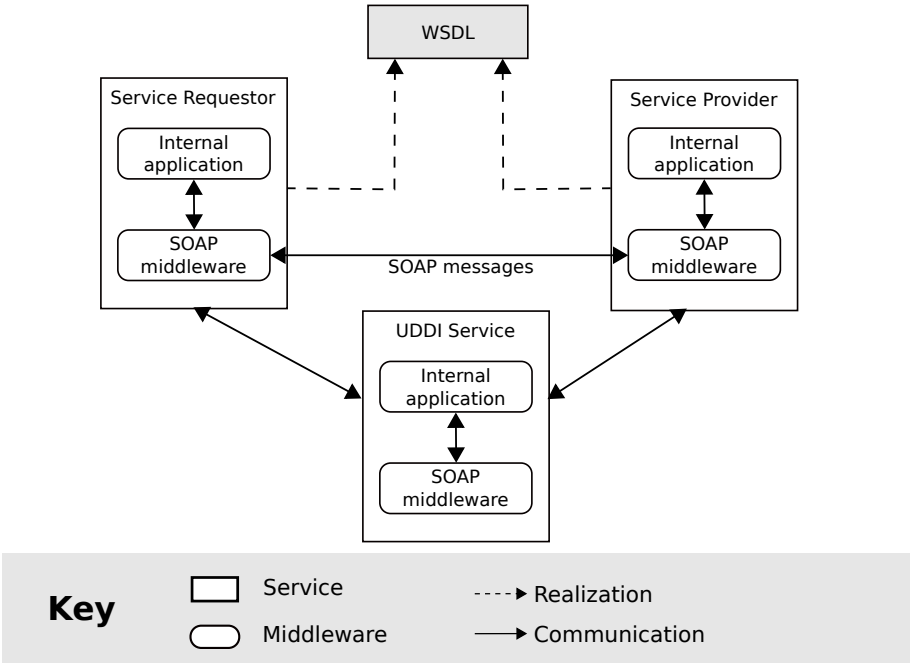 WSDL
Service Requestor
Internal
application
SOAP
middleware
Service Provider
Internal
application
SOAP
middleware
SOAP messages
UDDI Service
Internal
application
SOAP
middleware
Key
Service
Middleware
Realization
Communication